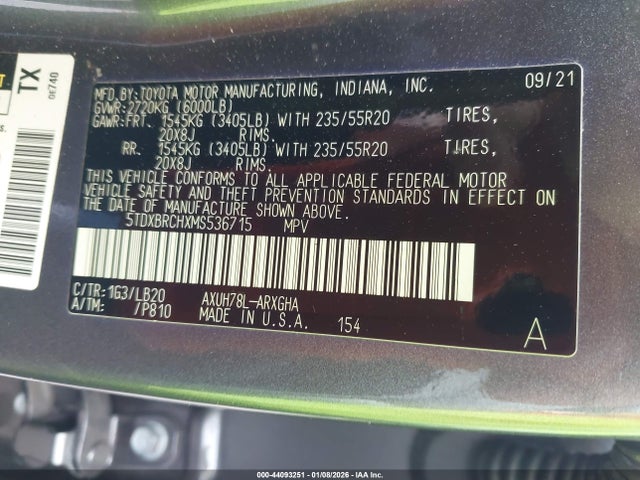 TX
0E740
MFD.BY:TOYOTA MOTOR MANUFACTURING, INDIANA, INC. 09/21
GVWR:2720KG (6000LB)
GAWR:FRT. 1545KG (3405LB) WITH 235/55R20 TIRES,
20X8J RIMS,
RR. 1545KG (3405LB) WITH 235/55R20 TIRES,
20X8J RIMS.
THIS VEHICLE CONFORMS TO ALL APPLICABLE FEDERAL MOTOR
VEHICLE SAFETY AND THEFT PREVENTION STANDARDS IN EFFECT ON
THE DATE OF MANUFACTURE SHOWN ABOVE.
5TDXBRCHXMS536715 MPV
C/TR:1G3/LB20 AXUH78L-ARXGHA
A/TM: /P810 MADE IN U.S.A. 154
A
000-44093251 - 01/08/2026 - IAA Corp.